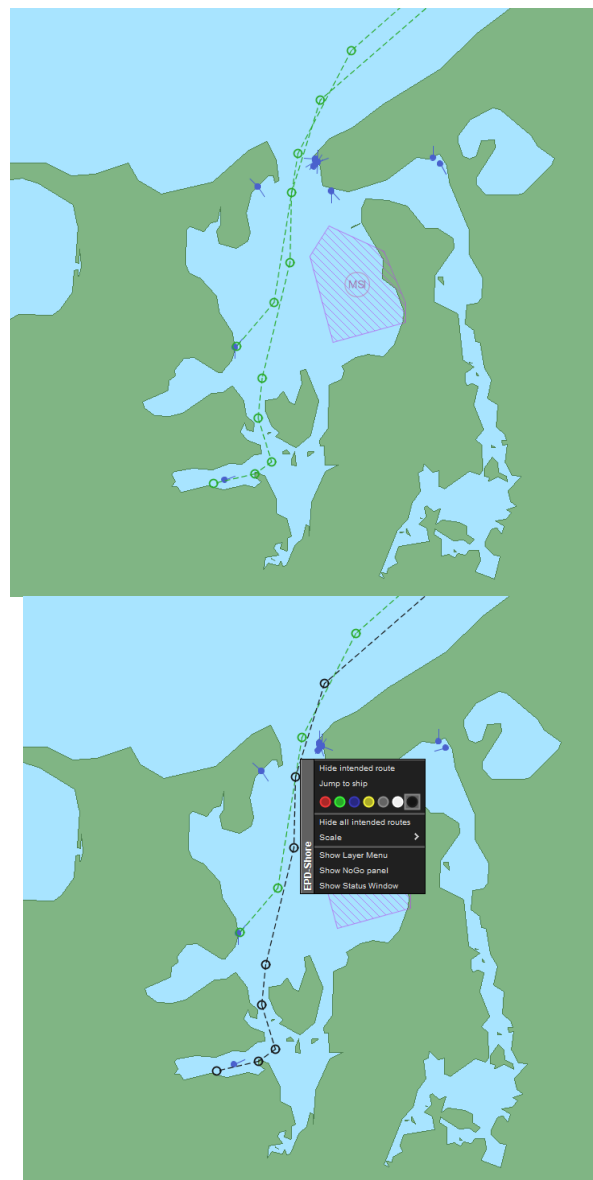 MSI
Hide intended route
Jump to ship
Hide all intended routes
Scale
Show Layer Menu
Show NoGo panel
Show Status Window
EPD-Shore